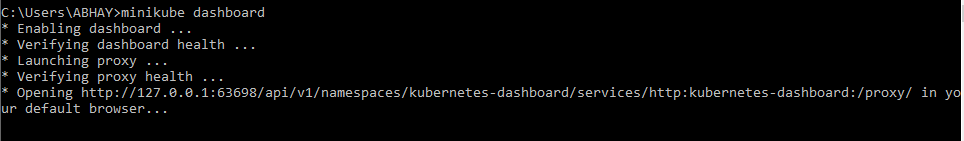 C:\Users\ABHAY>minikube dashboard
* Enabling dashboard ...
* Verifying dashboard health ...
* Launching proxy ...
* Verifying proxy health ...
* Opening http://127.0.0.1:63698/api/v1/namespaces/kubernetes-dashboard/services/http:kubernetes-dashboard:/proxy/ in yo
ur default browser...